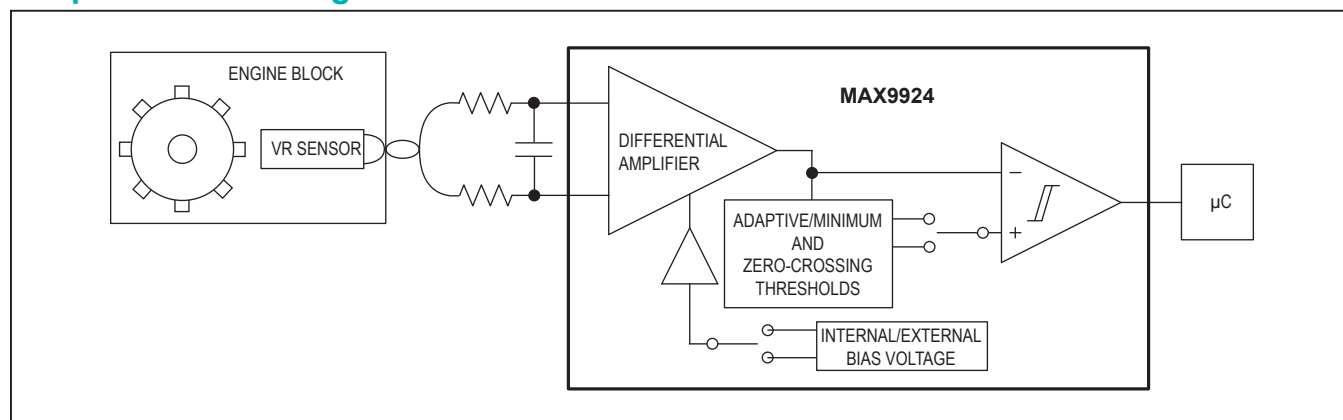 ENGINE BLOCK
VR SENSOR
MAX9924
DIFFERENTIAL
AMPLIFIER
ADAPTIVE/MINIMUM
AND
ZERO-CROSSING
THRESHOLDS
−
+
µC
INTERNAL/EXTERNAL
BIAS VOLTAGE